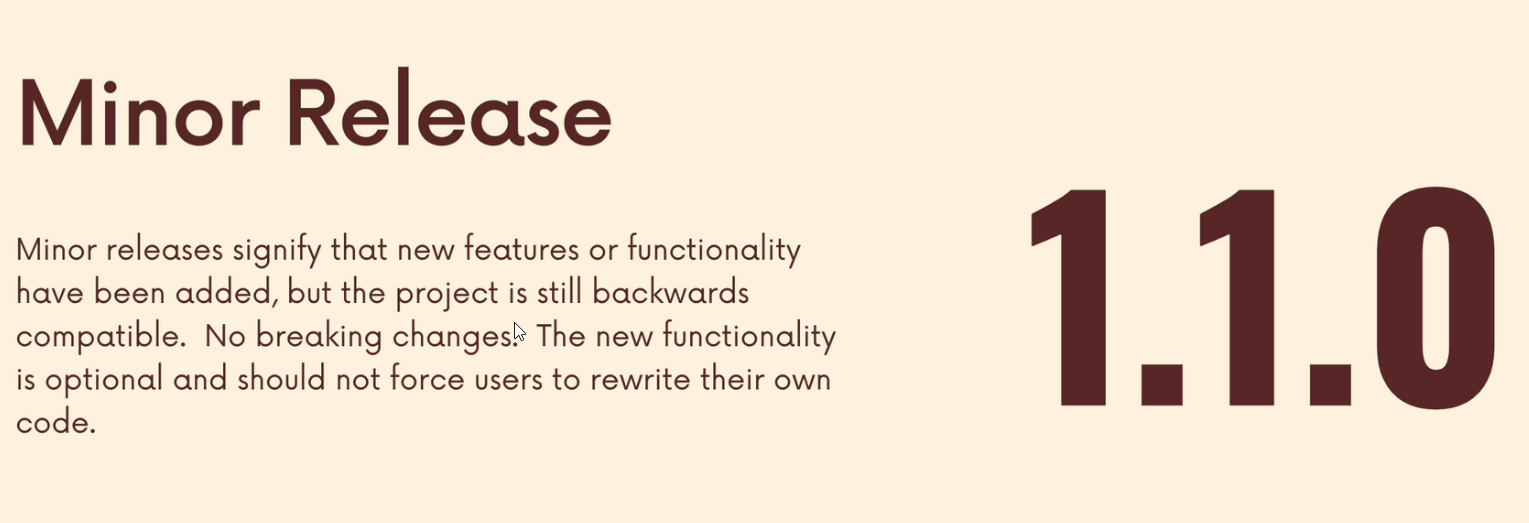 Minor Release
Minor releases signify that new features or functionality
have been added, but the project is still backwards
compatible.  No breaking changes.  The new functionality
is optional and should not force users to rewrite their own
code.
1.1.0